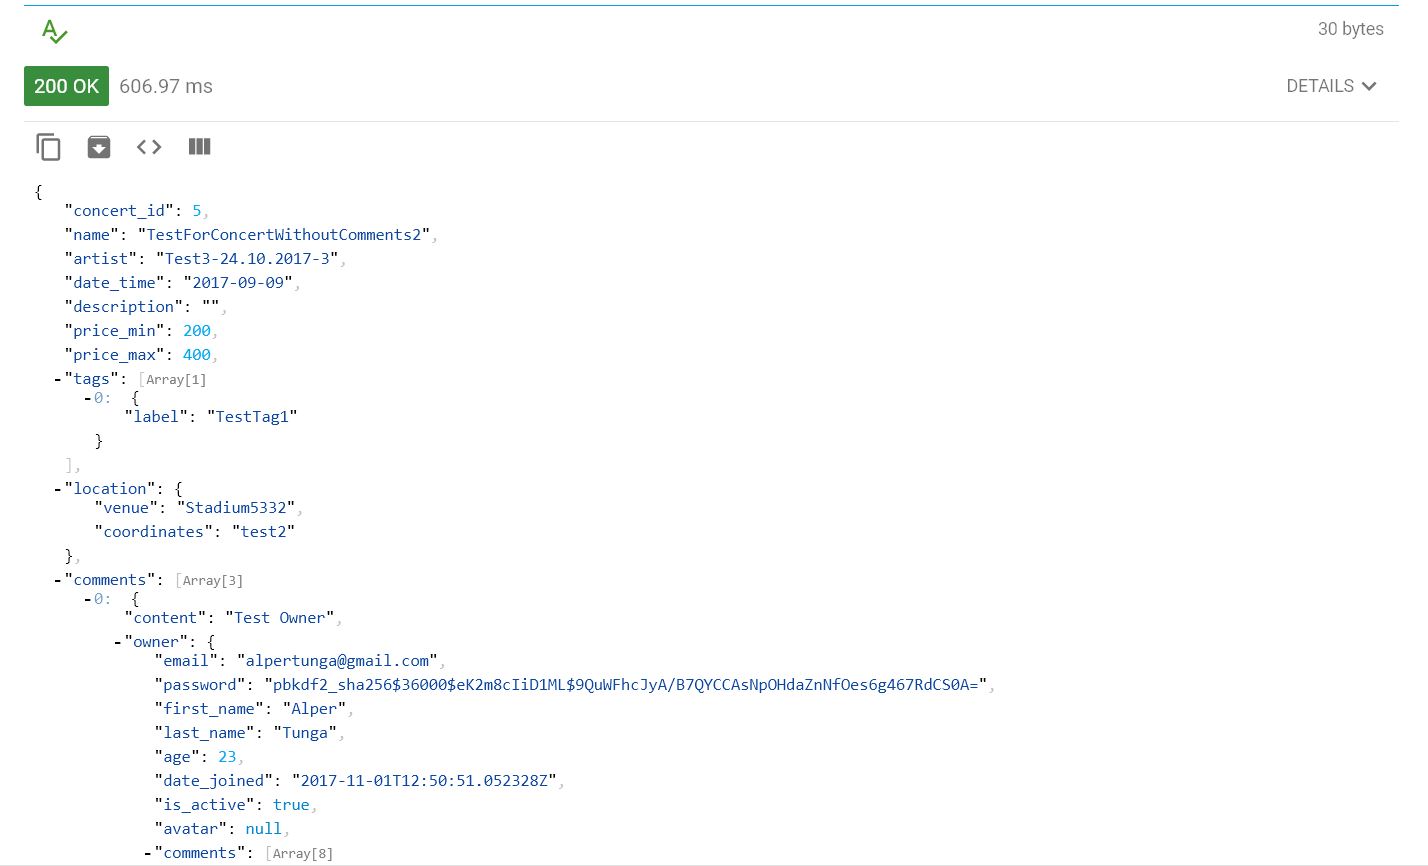 30 bytes
200 OK 606.97 ms DETAILS
{
"concert_id": 5,
"name": "TestForConcertWithoutComments2",
"artist": "Test3-24.10.2017-3",
"date_time": "2017-09-09",
"description": "",
"price_min": 200,
"price_max": 400,
-"tags": [Array[1]
-0: {
"label": "TestTag1"
}
],
-"location": {
"venue": "Stadium5332",
"coordinates": "test2"
},
-"comments": [Array[3]
-0: {
"content": "Test Owner",
-"owner": {
"email": "alpertunga@gmail.com",
"password": "pbkdf2_sha256$36000$eK2m8cIiD1ML$9QuWFhcJyA/B7QYCCAsNpOHdaZnNfOes6g467RdCS0A=",
"first_name": "Alper",
"last_name": "Tunga",
"age": 23,
"date_joined": "2017-11-01T12:50:51.052328Z",
"is_active": true,
"avatar": null,
-"comments": [Array[8]